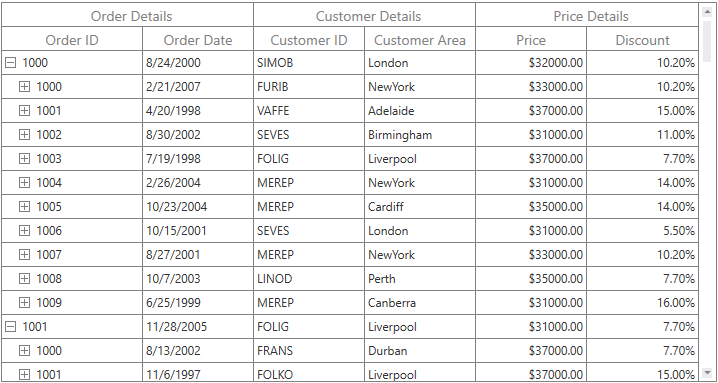 Order Details Customer Details Price Details
Order ID Order Date Customer ID Customer Area Price Discount
1000 8/24/2000 SIMOB London $32000.00 10.20%
1000 2/21/2007 FURIB NewYork $33000.00 10.20%
1001 4/20/1998 VAFFE Adelaide $37000.00 15.00%
1002 8/30/2002 SEVES Birmingham $31000.00 11.00%
1003 7/19/1998 FOLIG Liverpool $37000.00 7.70%
1004 2/26/2004 MEREP NewYork $31000.00 14.00%
1005 10/23/2004 MEREP Cardiff $35000.00 14.00%
1006 10/15/2001 SEVES London $31000.00 5.50%
1007 8/27/2001 MEREP NewYork $33000.00 10.20%
1008 10/7/2003 LINOD Perth $35000.00 7.70%
1009 6/25/1999 MEREP Canberra $31000.00 16.00%
1001 11/28/2005 FOLIG Liverpool $31000.00 7.70%
1000 8/13/2002 FRANS Durban $37000.00 7.70%
1001 11/6/1997 FOLKO Liverpool $37000.00 15.00%